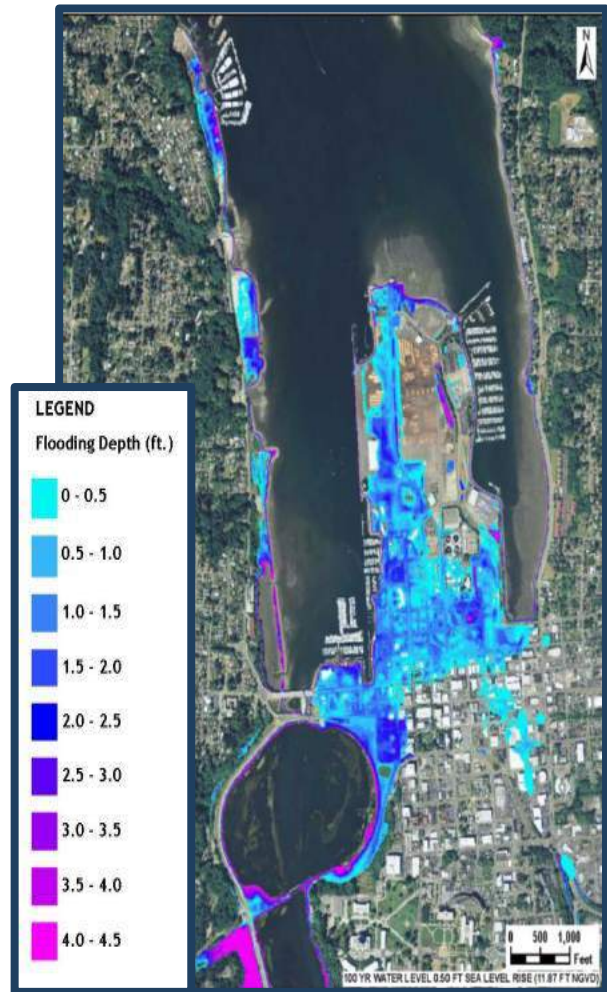 N
LEGEND
Flooding Depth (ft.)
0 - 0.5
0.5 - 1.0
1.0 - 1.5
1.5 - 2.0
2.0 - 2.5
2.5 - 3.0
3.0 - 3.5
3.5 - 4.0
4.0 - 4.5
0 500 1,000
Feet
100 YR WATER LEVEL 0.50 FT SEA LEVEL RISE (11.87 FT NGVD)